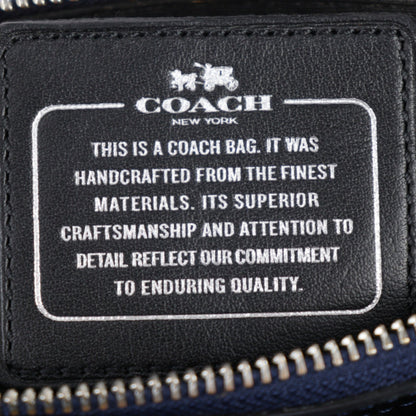 COACH
NEW YORK
THIS IS A COACH BAG. IT WAS
HANDCRAFTED FROM THE FINEST
MATERIALS. ITS SUPERIOR
CRAFTSMANSHIP AND ATTENTION TO
DETAIL REFLECT OUR COMMITMENT
TO ENDURING QUALITY.